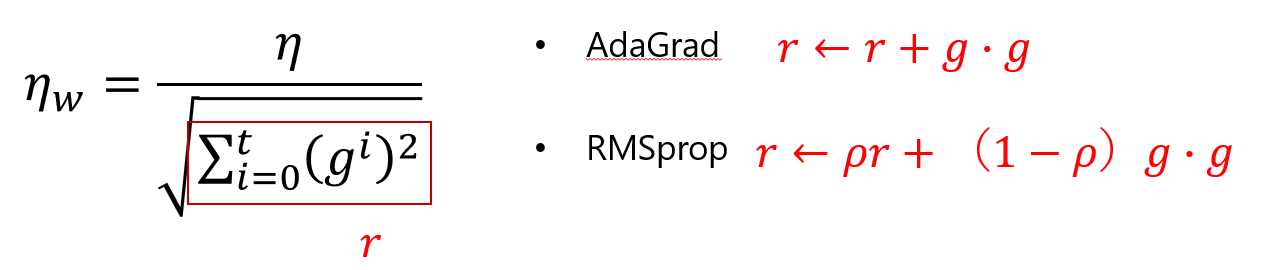 η_w = η / √(∑_{i=0}^{t}(g^i)^2)
r
• AdaGrad r ← r + g · g
• RMSprop r ← ρr + （1 − ρ）g · g